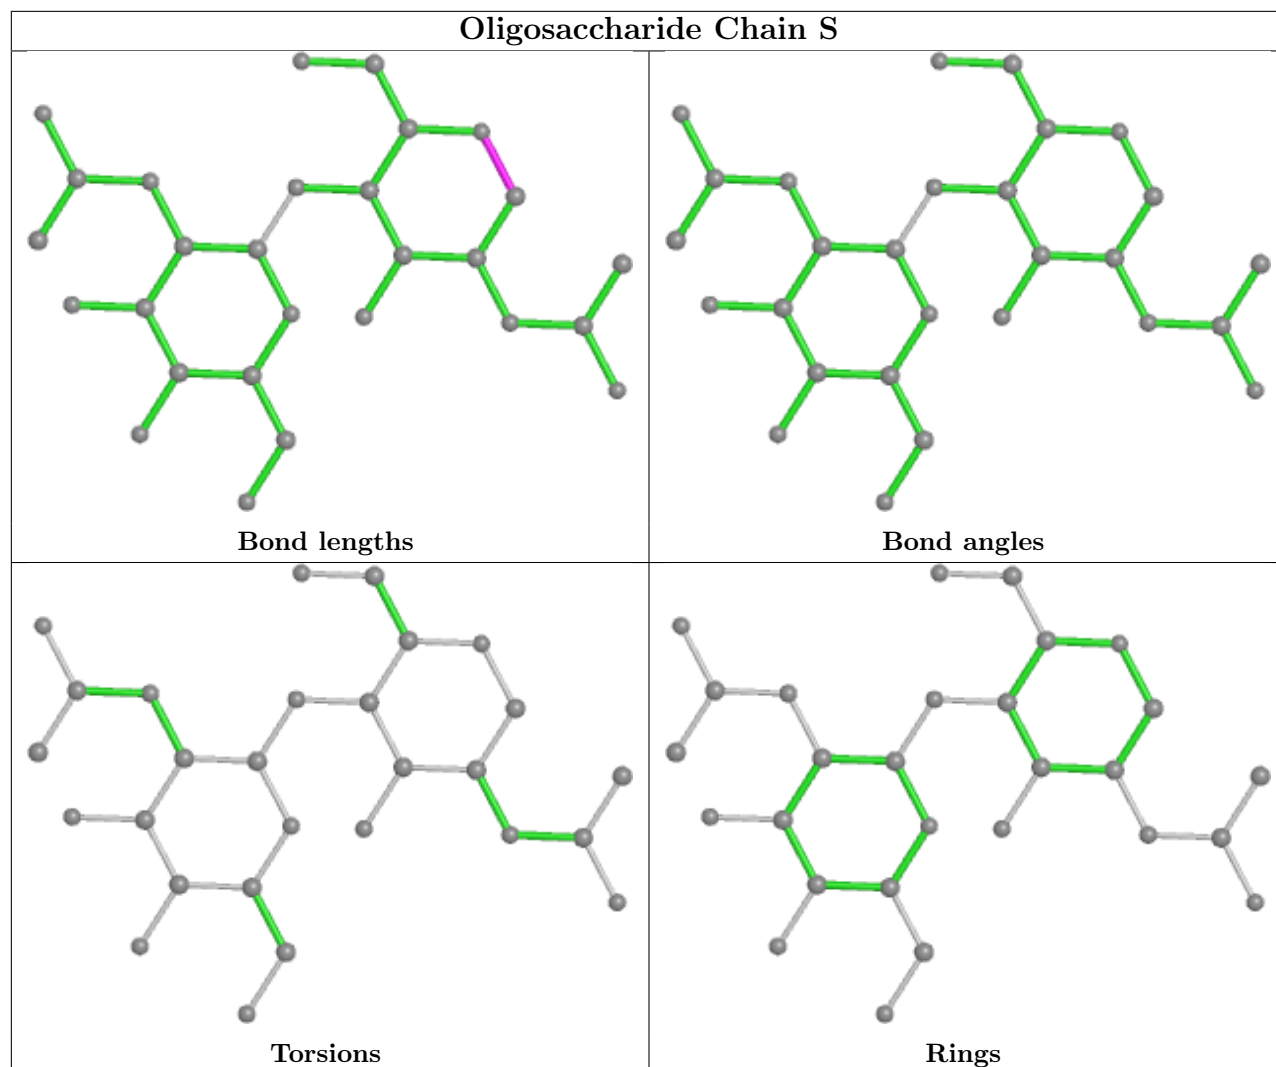 Oligosaccharide Chain S
Bond lengths
Bond angles
Torsions
Rings